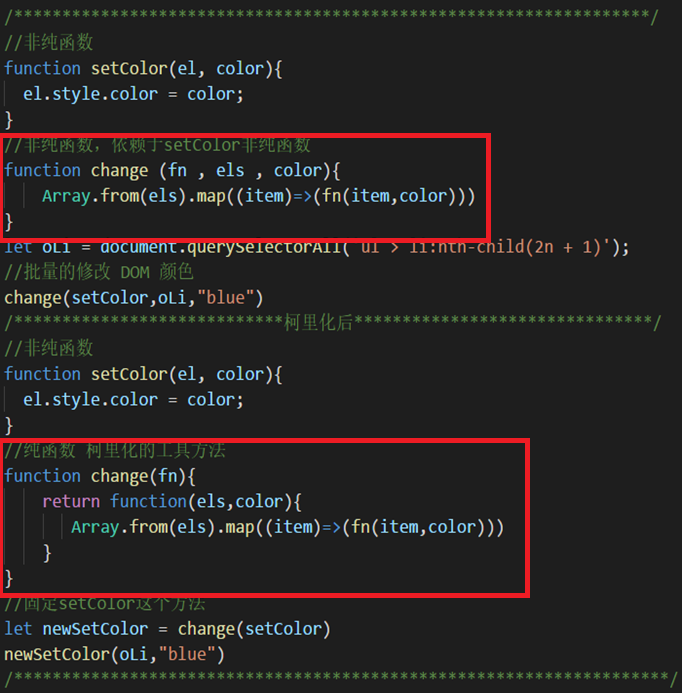 /******************************************************************/
//非纯函数
function setColor(el, color){
  el.style.color = color;
}
//非纯函数，依赖于setColor非纯函数
function change (fn , els , color){
    Array.from(els).map((item)=>(fn(item,color)))
}
let oLi = document.querySelectorAll('ul > li:nth-child(2n + 1)');
//批量的修改 DOM 颜色
change(setColor,oLi,"blue")
/****************************柯里化后*******************************/
//非纯函数
function setColor(el, color){
  el.style.color = color;
}
//纯函数 柯里化的工具方法
function change(fn){
    return function(els,color){
       Array.from(els).map((item)=>(fn(item,color)))
    }
}
//固定setColor这个方法
let newSetColor = change(setColor)
newSetColor(oLi,"blue")
/********************************************************************/